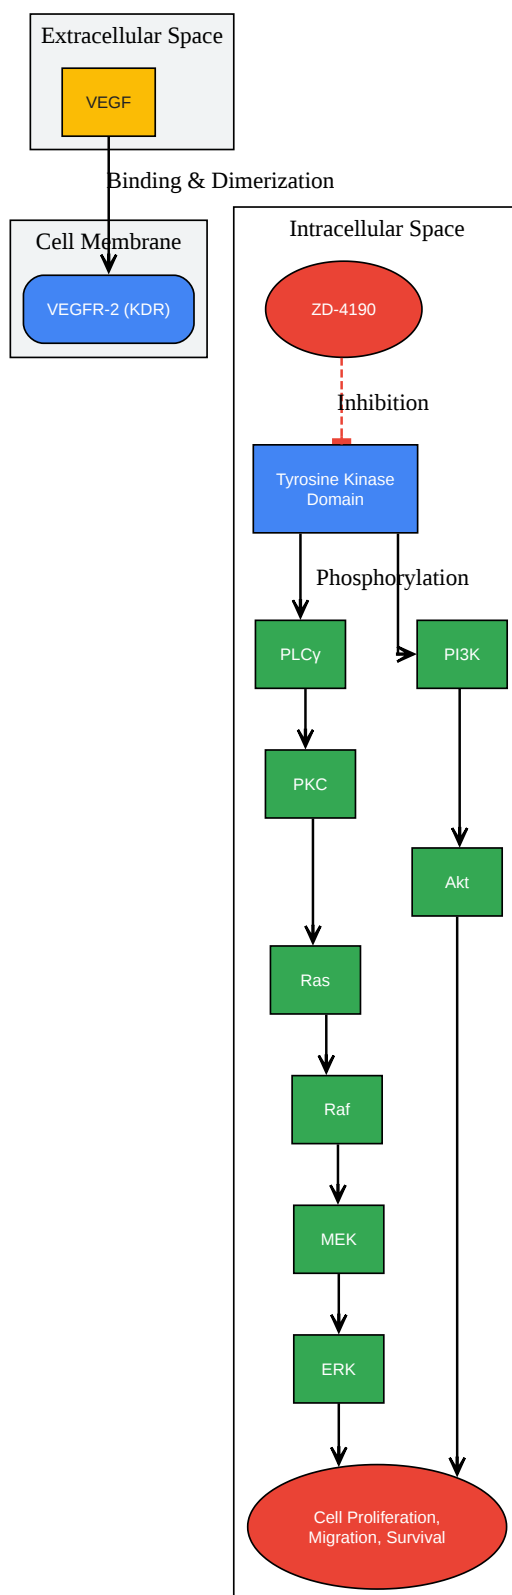 Extracellular Space
VEGF
Binding & Dimerization
Cell Membrane
VEGFR-2 (KDR)
Intracellular Space
ZD-4190
Inhibition
Tyrosine Kinase
Domain
Phosphorylation
PLCγ
PI3K
PKC
Akt
Ras
Raf
MEK
ERK
Cell Proliferation,
Migration, Survival